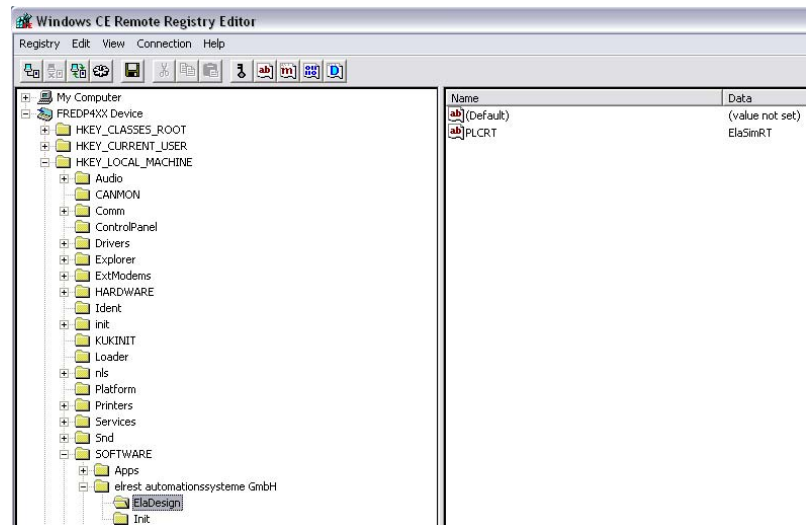 Windows CE Remote Registry Editor
Registry Edit View Connection Help
My Computer
FREDP4XX Device
HKEY_CLASSES_ROOT
HKEY_CURRENT_USER
HKEY_LOCAL_MACHINE
Audio
CANMON
Comm
ControlPanel
Drivers
Explorer
ExtModems
HARDWARE
Ident
init
KUKINIT
Loader
nls
Platform
Printers
Services
Snd
SOFTWARE
Apps
elrest automationssysteme GmbH
ElaDesign
Init
Name Data
(Default) (value not set)
PLCRT ElaSimRT